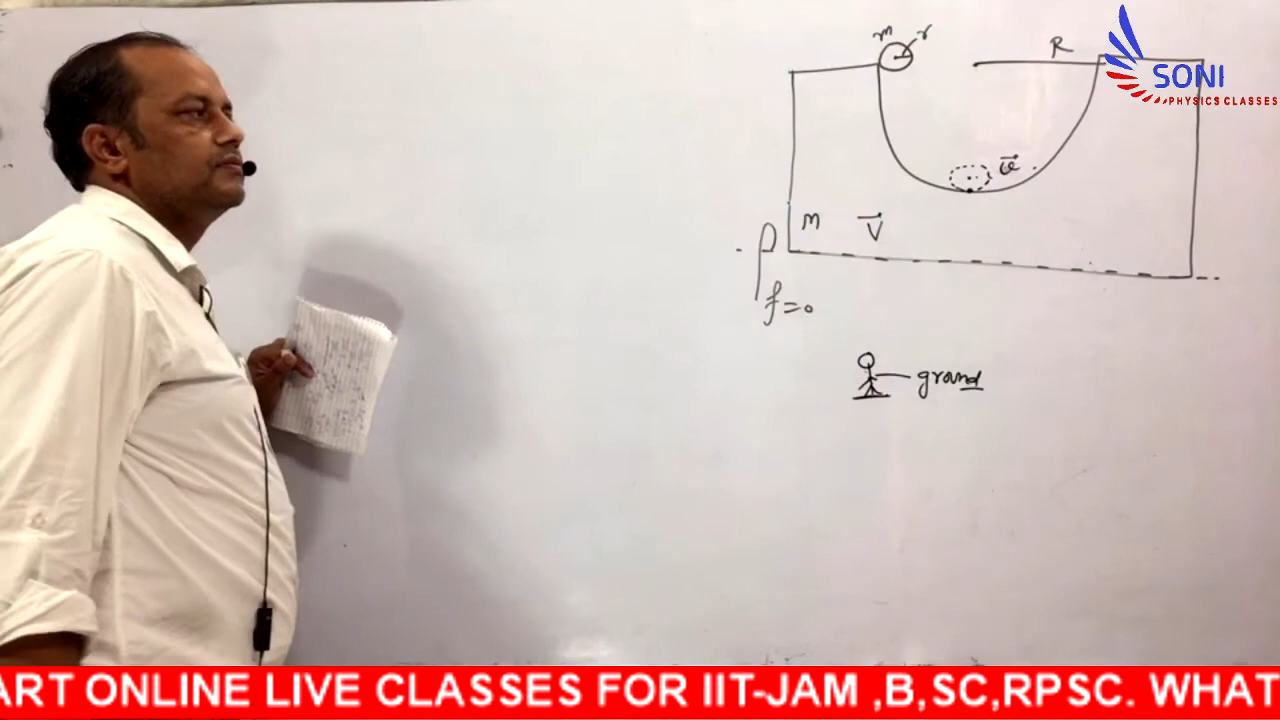 m r
R
SONI
PHYSICS CLASSES
v⃗
M V⃗
f=0
ground
ART ONLINE LIVE CLASSES FOR IIT-JAM ,B,SC,RPSC. WHAT